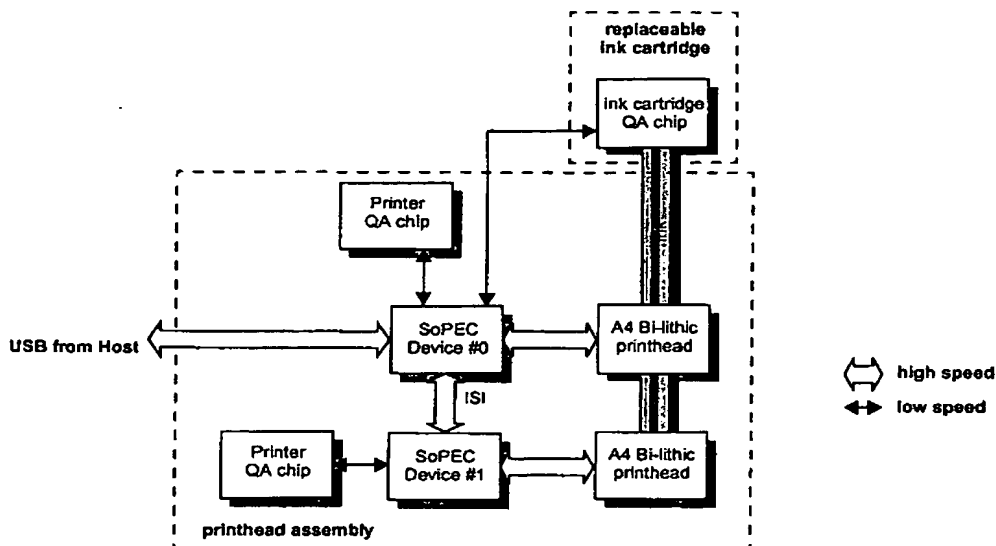 replaceable
ink cartridge
ink cartridge
QA chip
Printer
QA chip
SoPEC
Device #0
A4 Bi-lithic
printhead
USB from Host
high speed
ISI
low speed
Printer
QA chip
SoPEC
Device #1
A4 Bi-lithic
printhead
printhead assembly